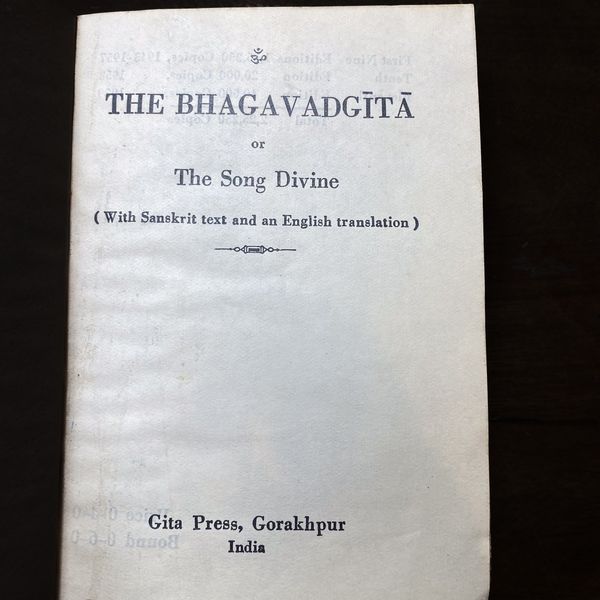 ॐ
THE BHAGAVADGĪTĀ
or
The Song Divine
( With Sanskrit text and an English translation )
Gita Press, Gorakhpur
India